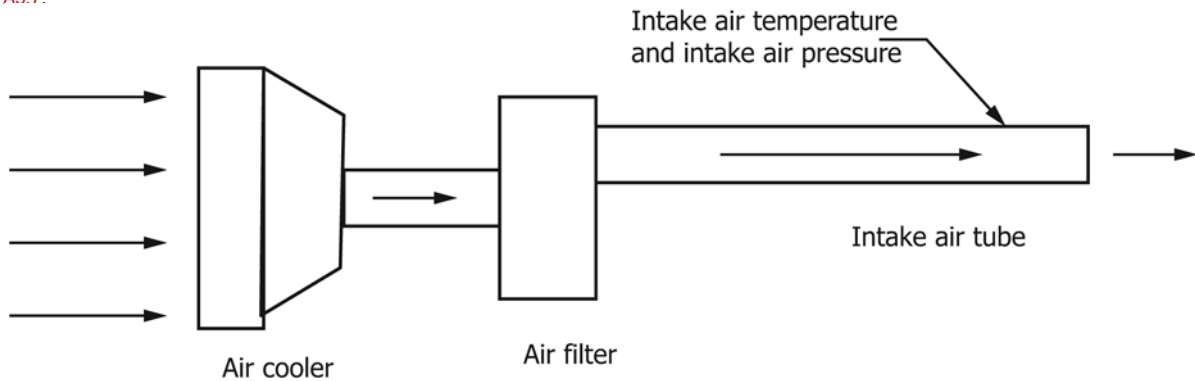 Intake air temperature
and intake air pressure
Intake air tube
Air filter
Air cooler